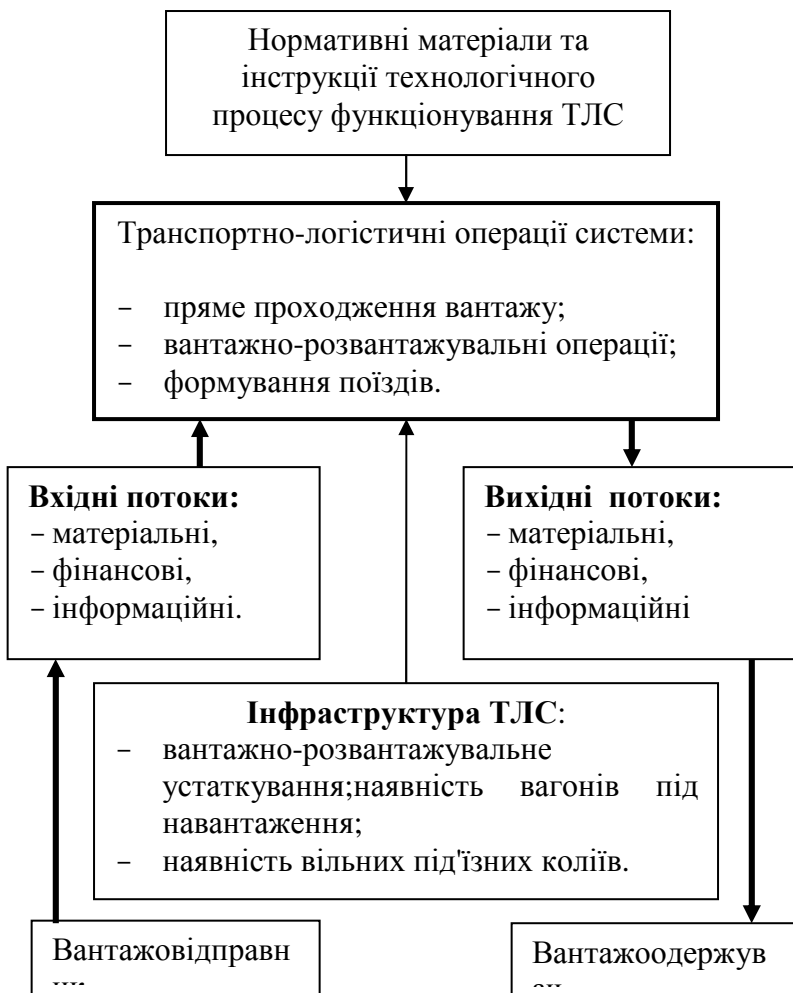 Нормативні матеріали та
інструкції технологічного
процесу функціонування ТЛС
Транспортно-логістичні операції системи:
– пряме проходження вантажу;
– вантажно-розвантажувальні операції;
– формування поїздів.
Вхідні потоки:
– матеріальні,
– фінансові,
– інформаційні.
Вихідні потоки:
– матеріальні,
– фінансові,
– інформаційні
Інфраструктура ТЛС:
– вантажно-розвантажувальне
устаткування;наявність вагонів під
навантаження;
– наявність вільних під'їзних коліїв.
Вантажовідправн
Вантажоодержув